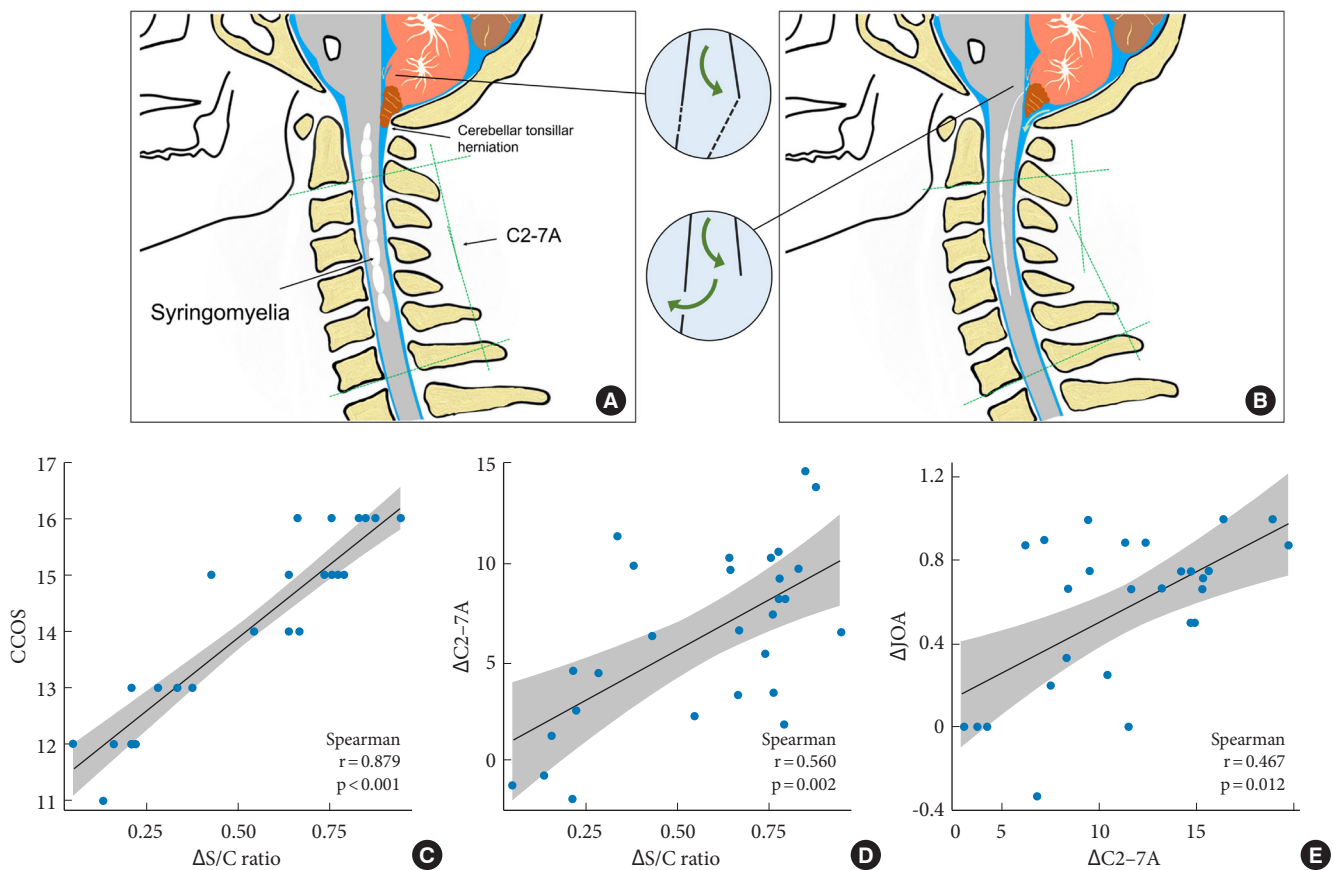 Cerebellar tonsillar
herniation
C2-7A
Syringomyelia
A
B
17
16
15
14
13
12
11
CCOS
0.25
0.50
0.75
ΔS/C ratio
Spearman
r=0.879
p<0.001
C
15
10
5
0
ΔC2–7A
0.25
0.50
0.75
ΔS/C ratio
Spearman
r=0.560
p=0.002
D
1.2
0.8
0.4
0
-0.4
ΔJOA
0
5
10
15
ΔC2–7A
Spearman
r=0.467
p=0.012
E